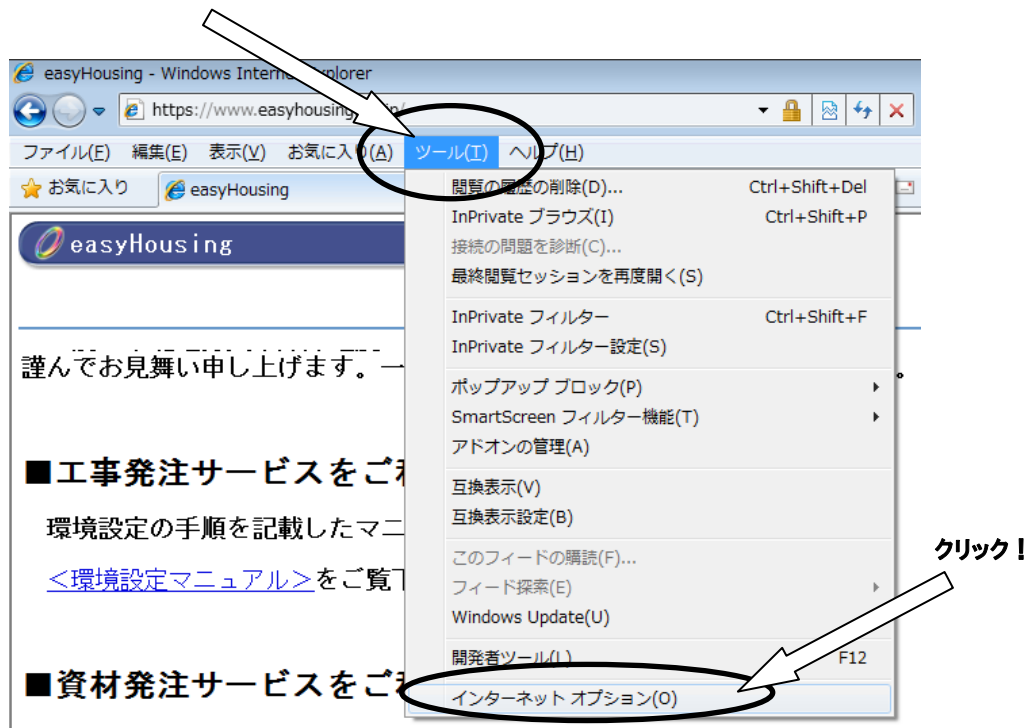 easyHousing - Windows Inter plorer
https://www.easyhousing
ファイル(F) 編集(E) 表示(V) お気に入り(A) ツール(T) ヘルプ(H)
お気に入り easyHousing
閲覧の履歴の削除(D)... Ctrl+Shift+Del
easyHousing
InPrivate ブラウズ(I) Ctrl+Shift+P
接続の問題を診断(C)...
最終閲覧セッションを再度開く(S)
InPrivate フィルター Ctrl+Shift+F
InPrivate フィルター設定(S)
謹んでお見舞い申し上げます。一
。
ポップアップ ブロック(P)
SmartScreen フィルター機能(T)
アドオンの管理(A)
■工事発注サービスをご
互換表示(V)
互換表示設定(B)
環境設定の手順を記載したマニ
クリック！
このフィードの購読(F)...
<環境設定マニュアル>をご覧
フィード探索(E)
Windows Update(U)
開発者ツール(L) F12
■資材発注サービスをご
インターネット オプション(O)